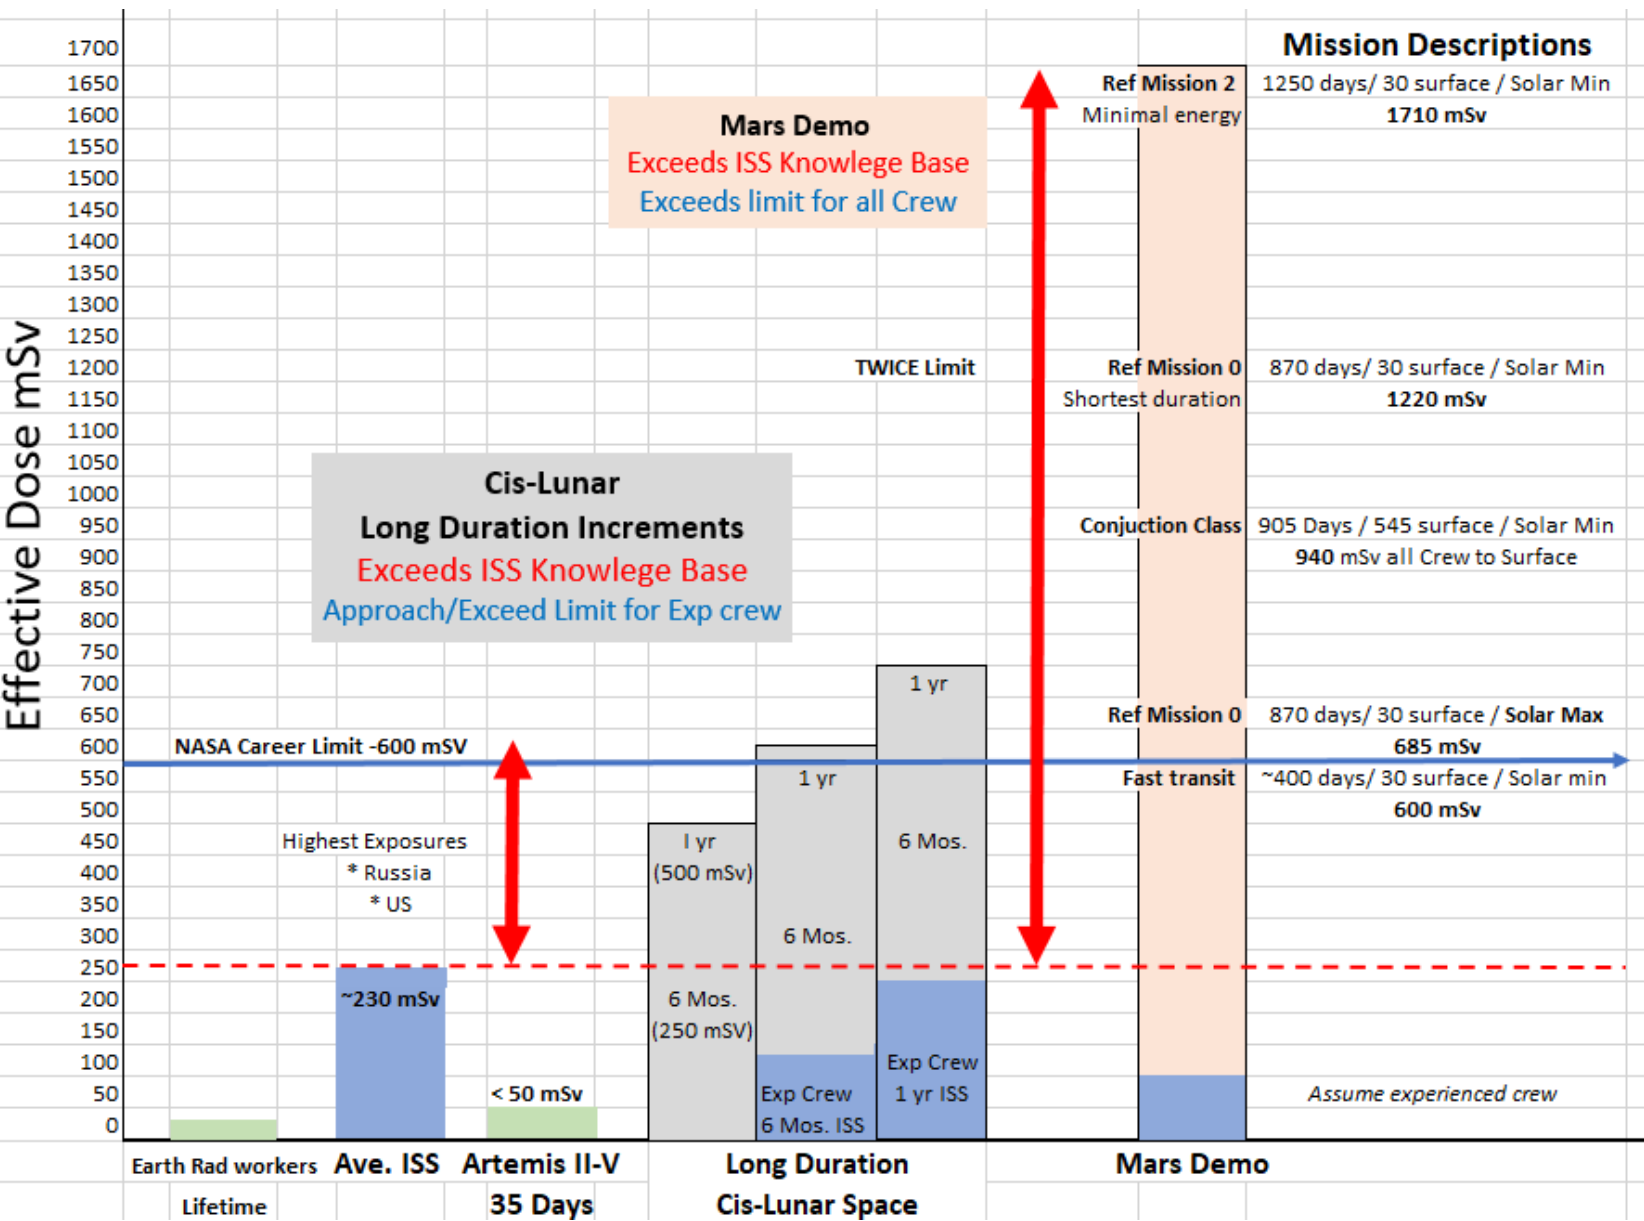 Effective Dose mSv
1700
1650
1600
1550
1500
1450
1400
1350
1300
1250
1200
1150
1100
1050
1000
950
900
850
800
750
700
650
600
550
500
450
400
350
300
250
200
150
100
50
0
Mars Demo
Exceeds ISS Knowlege Base
Exceeds limit for all Crew
Cis-Lunar
Long Duration Increments
Exceeds ISS Knowlege Base
Approach/Exceed Limit for Exp crew
TWICE Limit
NASA Career Limit -600 mSV
Highest Exposures
* Russia
* US
~230 mSv
< 50 mSv
I yr
(500 mSv)
6 Mos.
(250 mSV)
1 yr
6 Mos.
Exp Crew
6 Mos. ISS
1 yr
6 Mos.
Exp Crew
1 yr ISS
Mission Descriptions
Ref Mission 2 1250 days/ 30 surface / Solar Min
Minimal energy 1710 mSv
Ref Mission 0 870 days/ 30 surface / Solar Min
Shortest duration 1220 mSv
Conjuction Class 905 Days / 545 surface / Solar Min
940 mSv all Crew to Surface
Ref Mission 0 870 days/ 30 surface / Solar Max
685 mSv
Fast transit ~400 days/ 30 surface / Solar min
600 mSv
Assume experienced crew
Earth Rad workers
Lifetime
Ave. ISS
Artemis II-V
35 Days
Long Duration
Cis-Lunar Space
Mars Demo